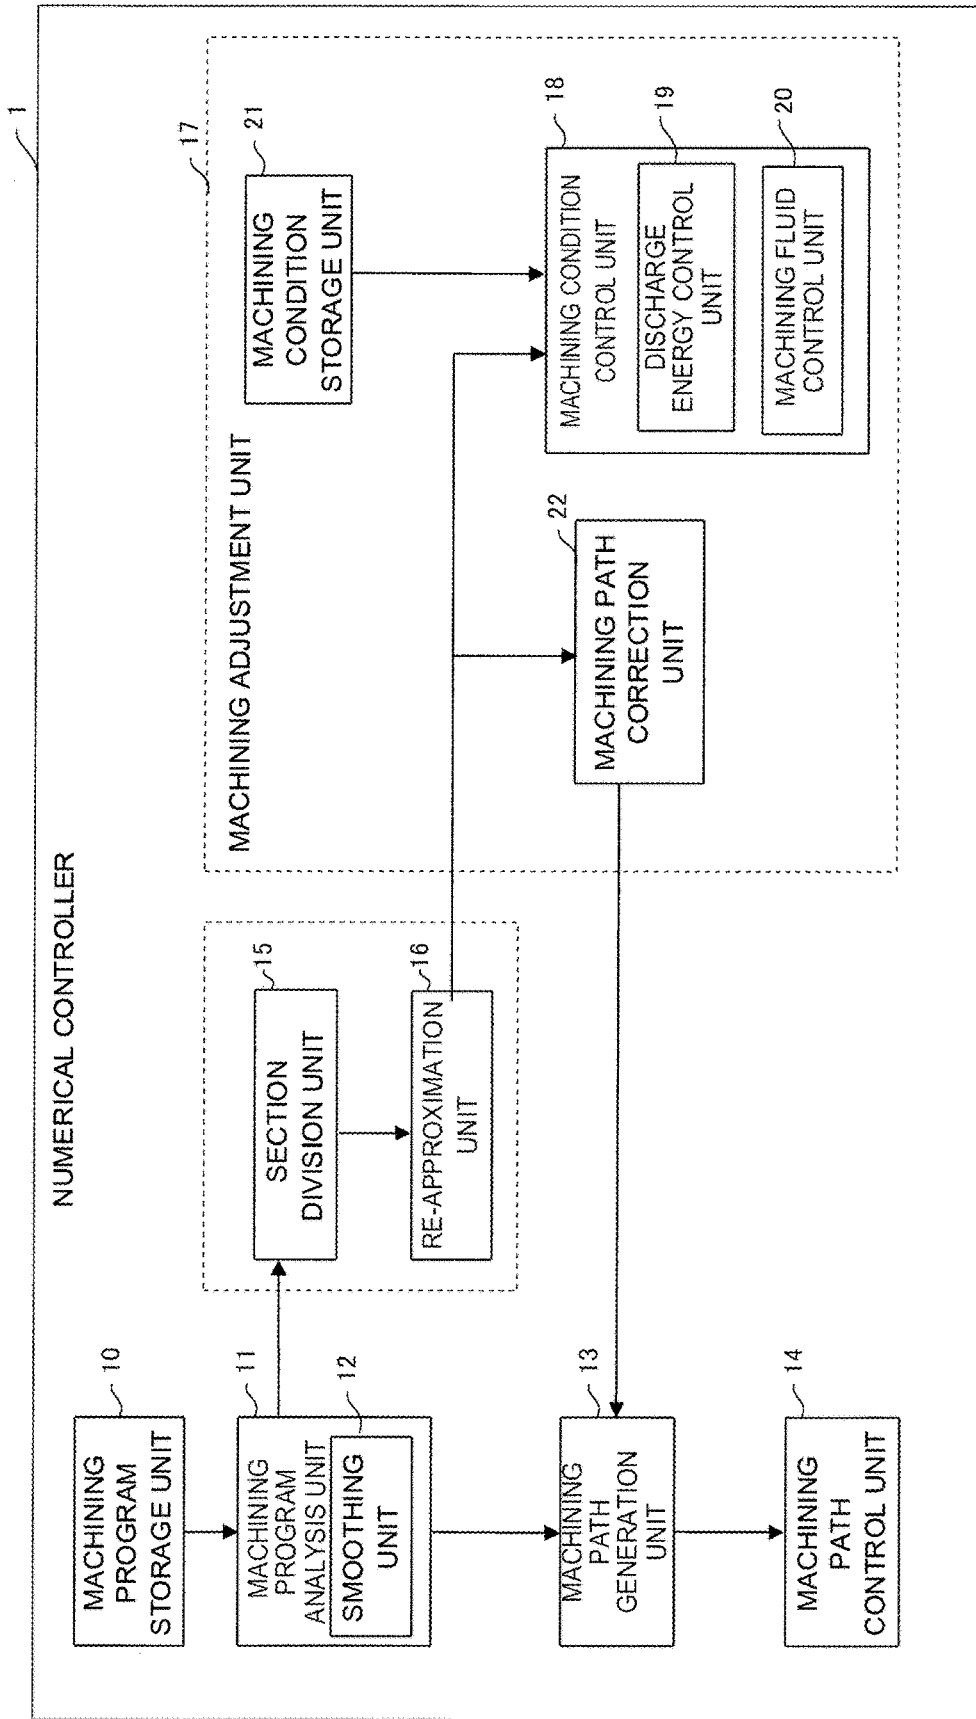 1
NUMERICAL CONTROLLER
10
MACHINING
PROGRAM
STORAGE UNIT
11
MACHINING
PROGRAM
ANALYSIS UNIT
12
SMOOTHING
UNIT
13
MACHINING
PATH
GENERATION
UNIT
14
MACHINING
PATH
CONTROL UNIT
15
SECTION
DIVISION UNIT
16
RE-APPROXIMATION
UNIT
17
MACHINING ADJUSTMENT UNIT
21
MACHINING
CONDITION
STORAGE UNIT
22
MACHINING PATH
CORRECTION
UNIT
18
MACHINING CONDITION
CONTROL UNIT
19
DISCHARGE
ENERGY CONTROL
UNIT
20
MACHINING FLUID
CONTROL UNIT